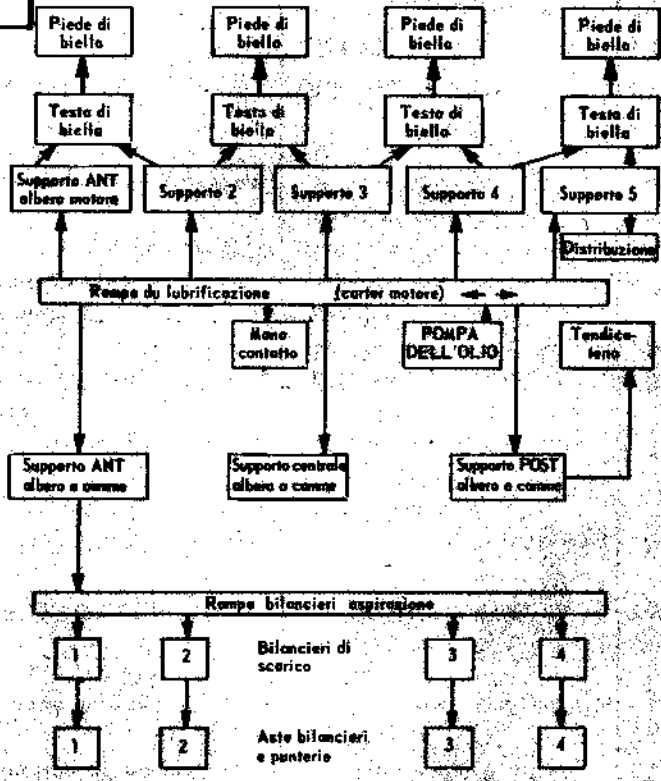 Piede di
biella
Piede di
biella
Piede di
biella
Piede di
biella
Testa di
biella
Testa di
biella
Testa di
biella
Testa di
biella
Supporto ANT
albero motore
Supporto 2
Supporto 3
Supporto 4
Supporto 5
Distribuzione
Rampa du lubrificazione (carter motore)
Mano
contatto
POMPA
DELL'OLIO
Tendica-
tena
Supporto ANT
albero a camme
Supporto centrale
albero a camme
Supporto POST
albero a camme
Rampa bilancieri aspirazione
1
2
Bilancieri di
scarico
3
4
1
2
Aste bilancieri
e punterie
3
4